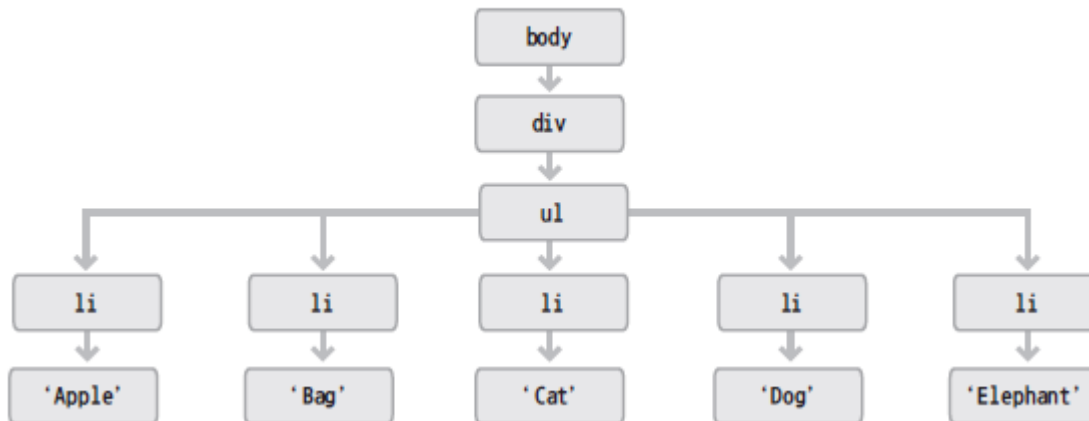 body
div
ul
li li li li li
‘Apple’ ‘Bag’ ‘Cat’ ‘Dog’ ‘Elephant’